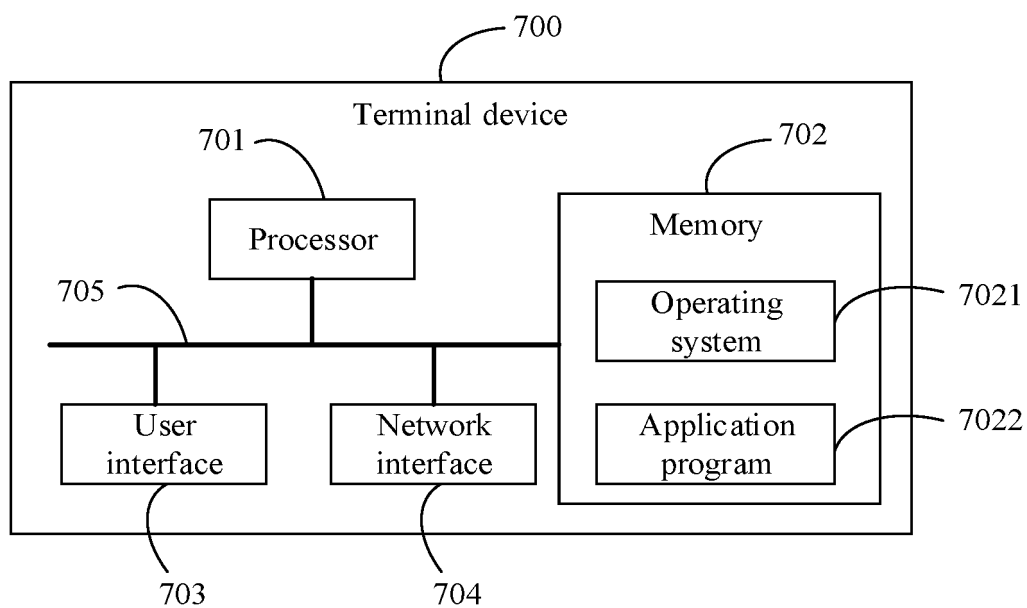 700
Terminal device
701
702
Processor
Memory
705
Operating
system
7021
User
interface
Network
interface
Application
program
7022
703
704